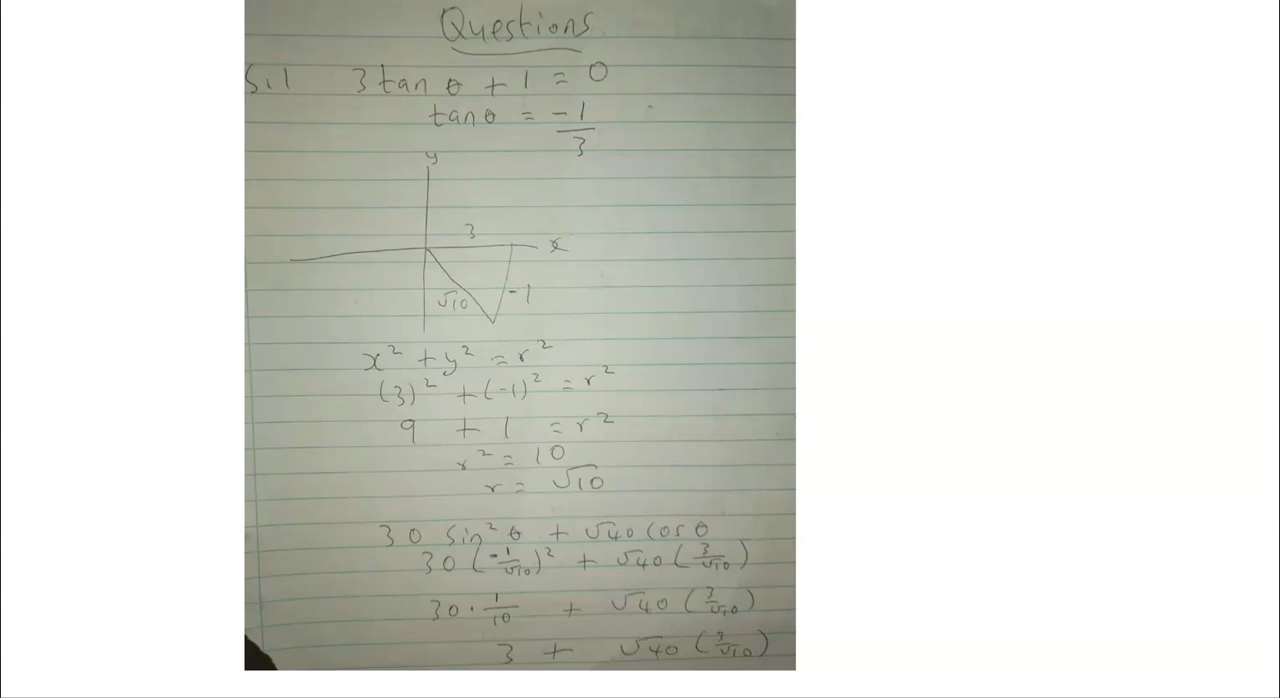 Questions.
5.1 3 tan θ + 1 = 0
tan θ = -1/3
y
3
x
√10
-1
x² + y² = r²
(3)² + (-1)² = r²
9 + 1 = r²
r² = 10
r = √10
30 sin² θ + √40 cos θ
30 (-1/√10)² + √40 (3/√10)
30 · 1/10 + √40 (3/√10)
3 + √40 (3/√10)